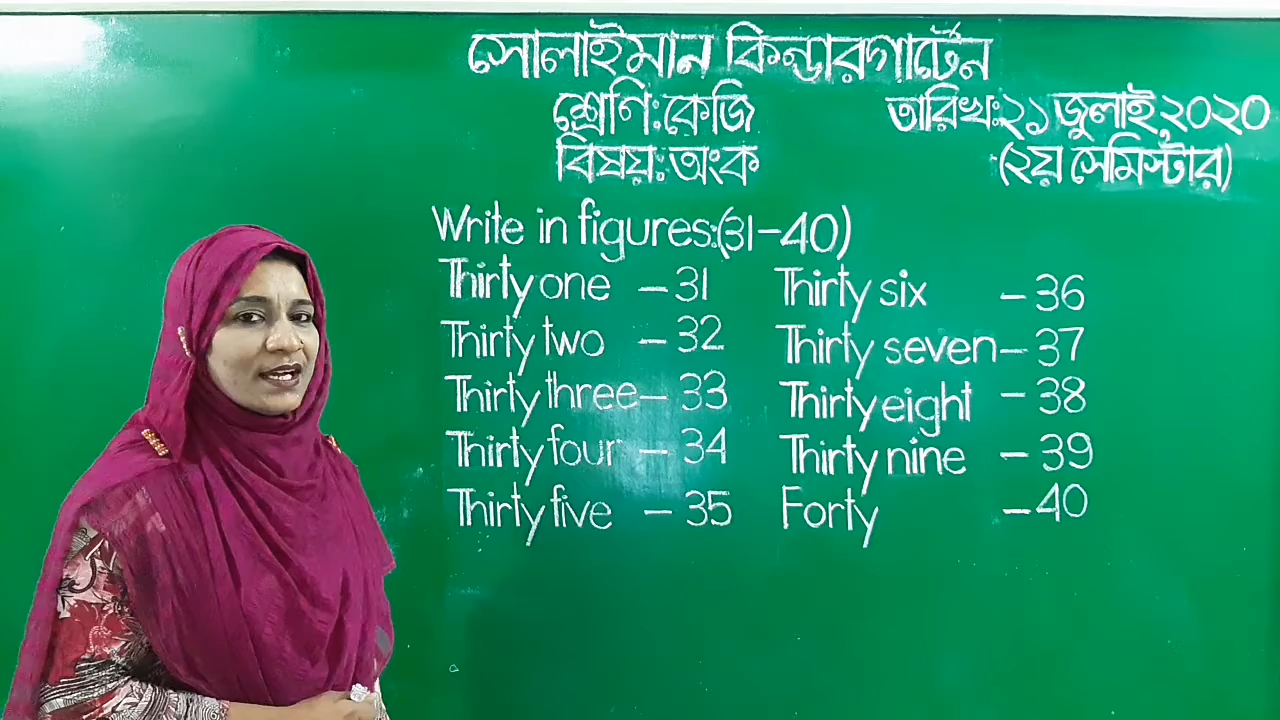 সোলাইমান কিন্ডারগার্টেন
শ্রেণি:কেজি তারিখ:২১ জুলাই,২০২০
বিষয়:অংক (২য় সেমিস্টার)
Write in figures:(31-40)
Thirty one - 31 Thirty six - 36
Thirty two - 32 Thirty seven - 37
Thirty three - 33 Thirty eight - 38
Thirty four - 34 Thirty nine - 39
Thirty five - 35 Forty - 40